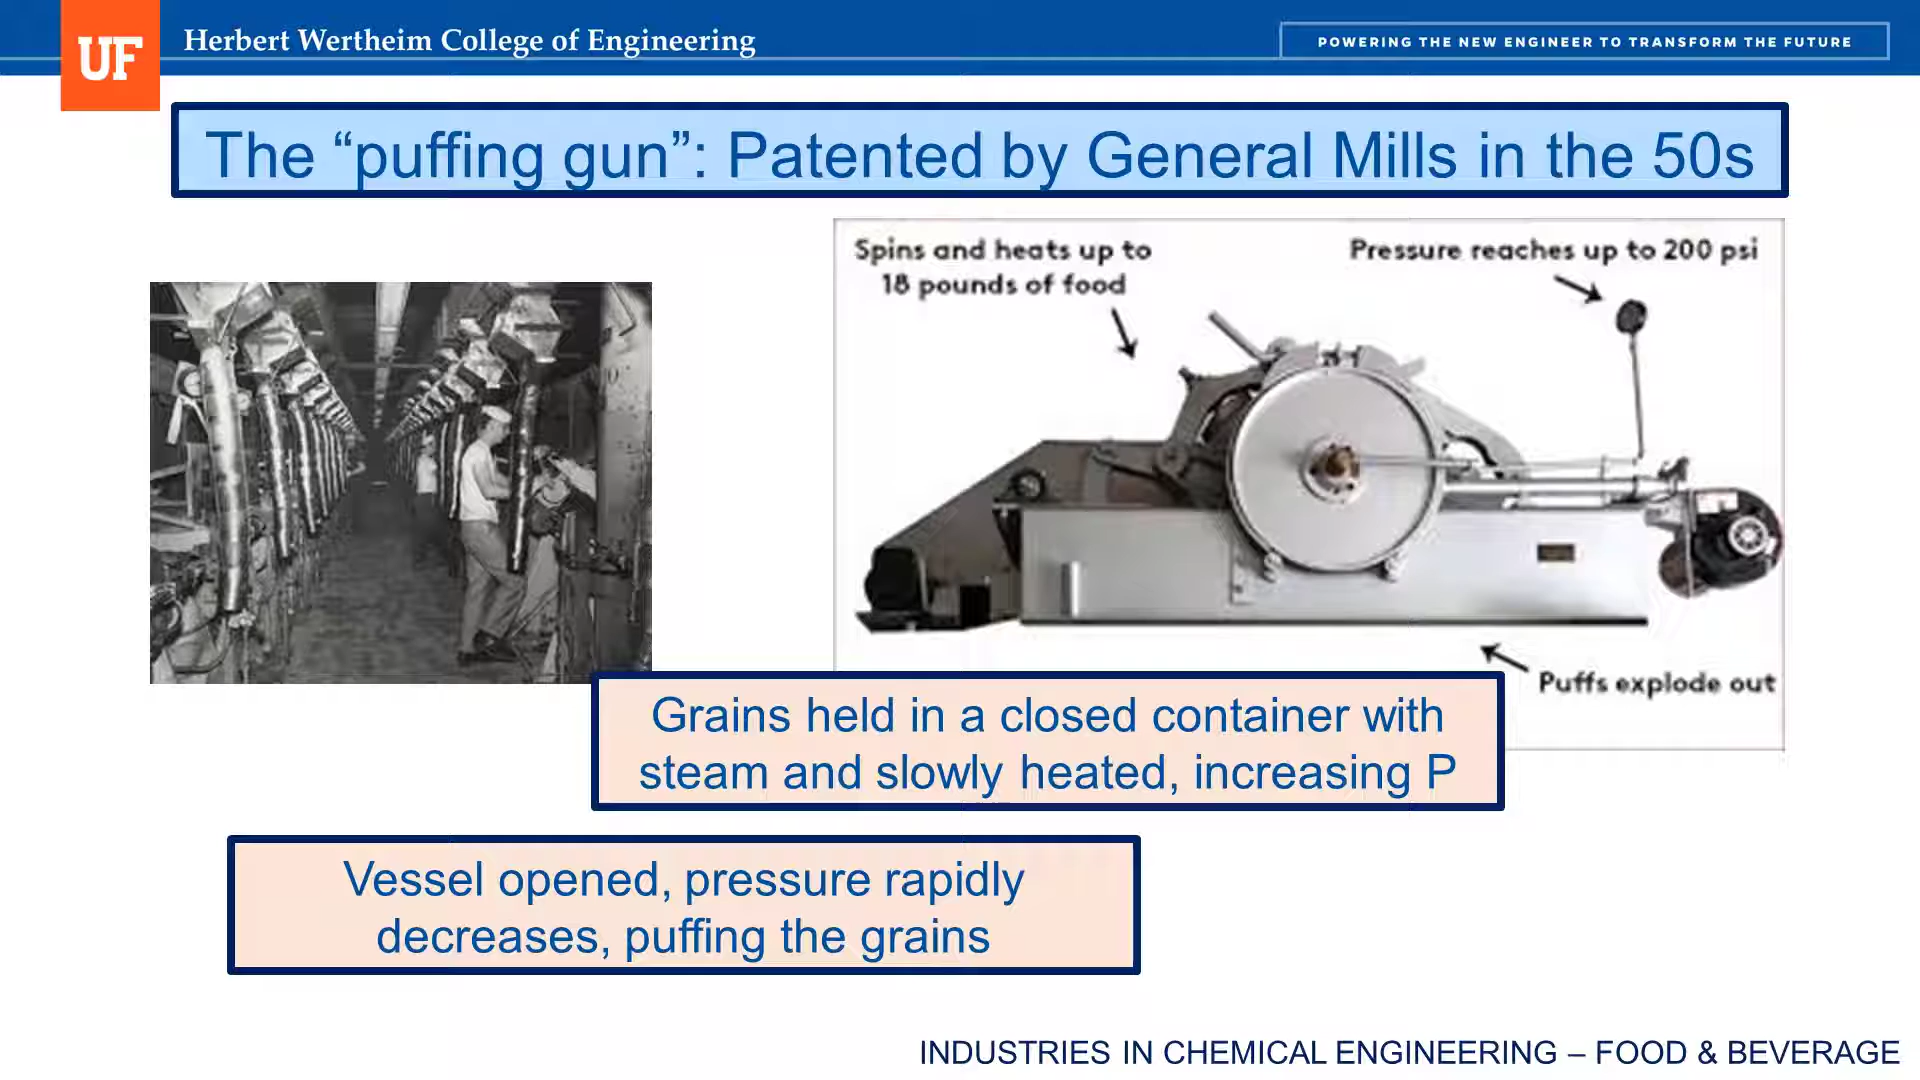 UF
Herbert Wertheim College of Engineering
POWERING THE NEW ENGINEER TO TRANSFORM THE FUTURE
The “puffing gun”: Patented by General Mills in the 50s
Spins and heats up to
18 pounds of food
Pressure reaches up to 200 psi
Puffs explode out
Grains held in a closed container with
steam and slowly heated, increasing P
Vessel opened, pressure rapidly
decreases, puffing the grains
INDUSTRIES IN CHEMICAL ENGINEERING – FOOD & BEVERAGE